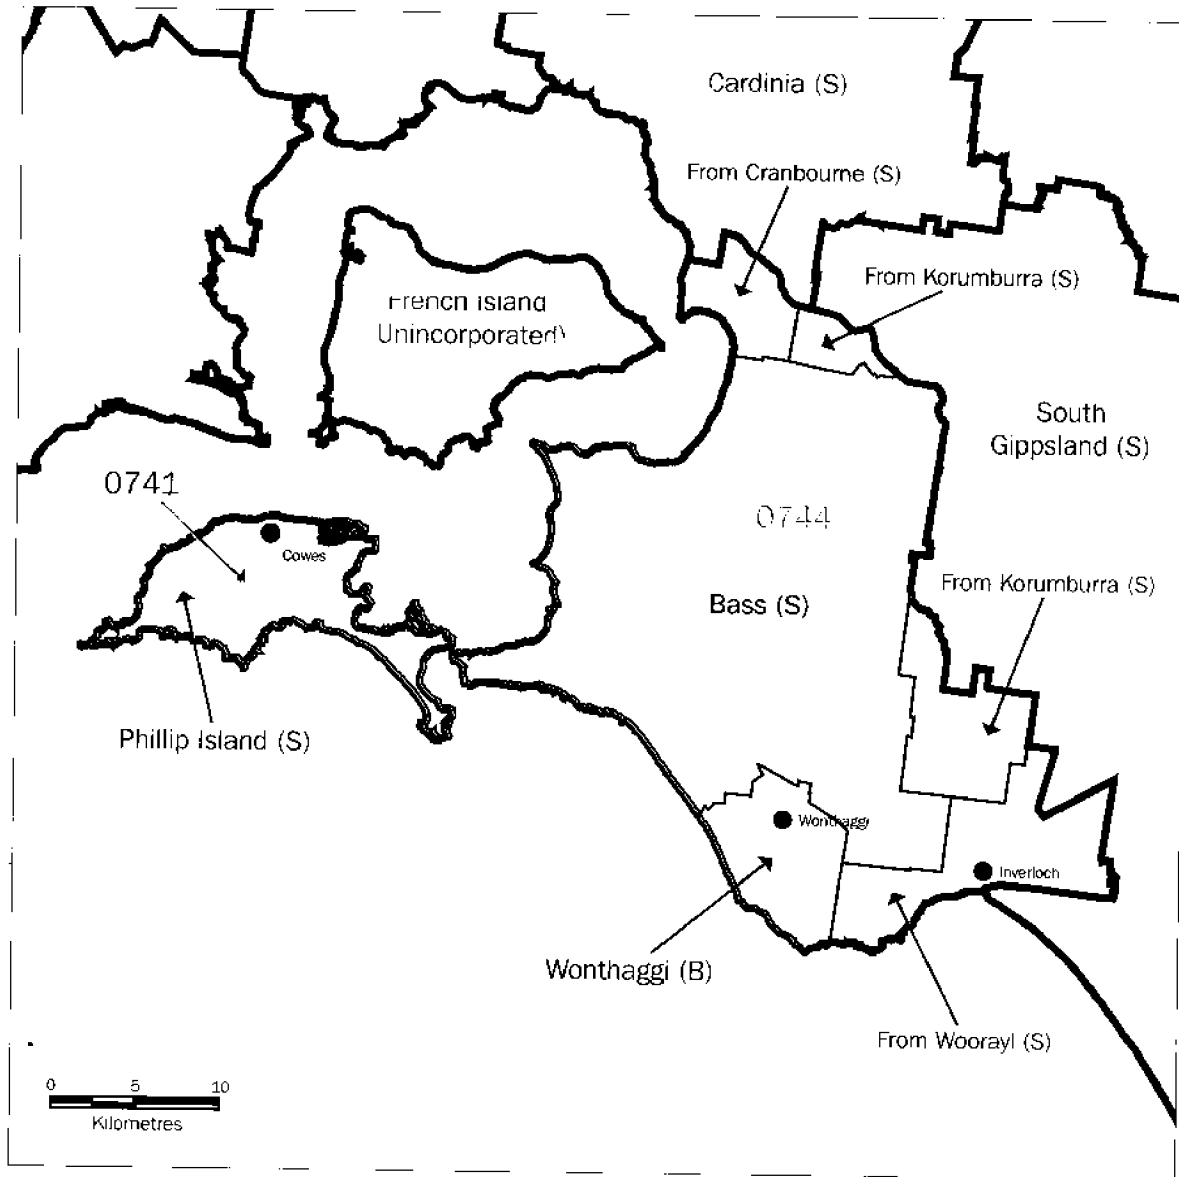 Cardinia (S)
From Cranbourne (S)
From Korumburra (S)
French Island
Unincorporated)
South
Gippsland (S)
0741
0744
Cowes
From Korumburra (S)
Bass (S)
Phillip Island (S)
Wonthaggi
Inverloch
Wonthaggi (B)
From Woorayl (S)
0 5 10
Kilometres